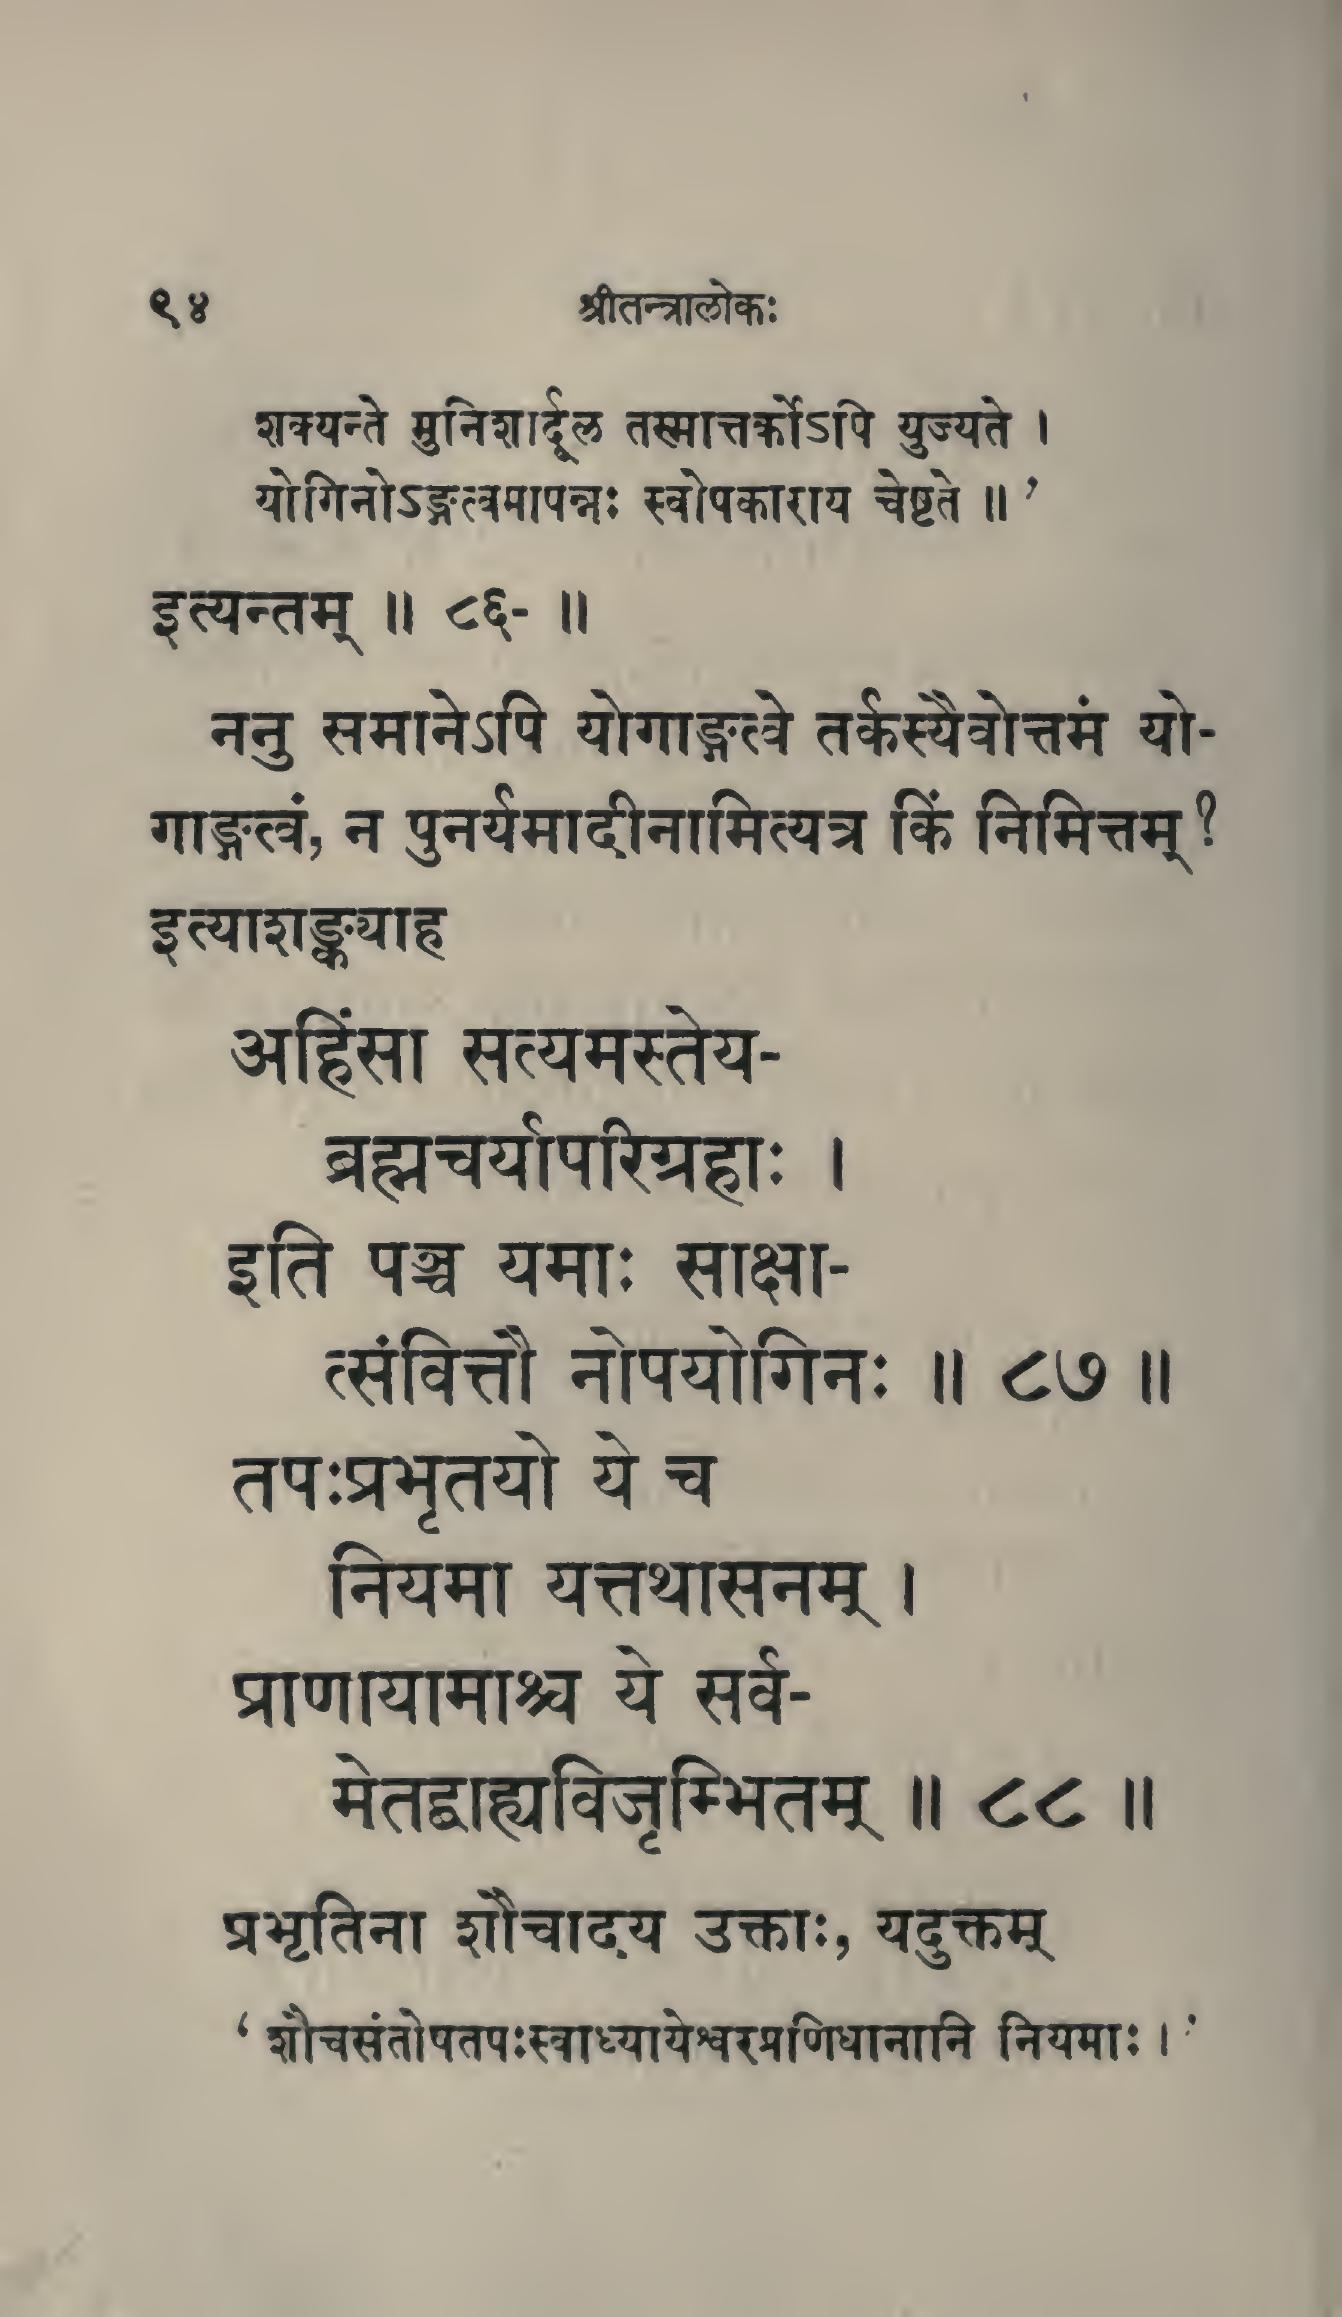 ९४ श्रीतन्त्रालोकः
शक्यन्ते मुनिशार्दूल तस्मात्तर्कोऽपि युज्यते ।
योगिनोऽङ्गत्वमापन्नः स्वोपकाराय चेष्टते ॥ ’
इत्यन्तम् ॥ ८६- ॥
ननु समानेऽपि योगाङ्गत्वे तर्कस्यैवोत्तमं यो-
गाङ्गत्वं, न पुनर्यमादीनामित्यत्र किं निमित्तम् ?
इत्याशङ्क्याह
अहिंसा सत्यमस्तेय-
ब्रह्मचर्यापरिग्रहाः ।
इति पञ्च यमाः साक्षा-
त्संवित्तौ नोपयोगिनः ॥ ८७ ॥
तपःप्रभृतयो ये च
नियमा यत्तथासनम् ।
प्राणायामाश्च ये सर्व-
मेतद्बाह्यविजृम्भितम् ॥ ८८ ॥
प्रभृतिना शौचादय उक्ताः, यदुक्तम्
‘ शौचसंतोषतपःस्वाध्यायेश्वरप्रणिधानानि नियमाः । ’